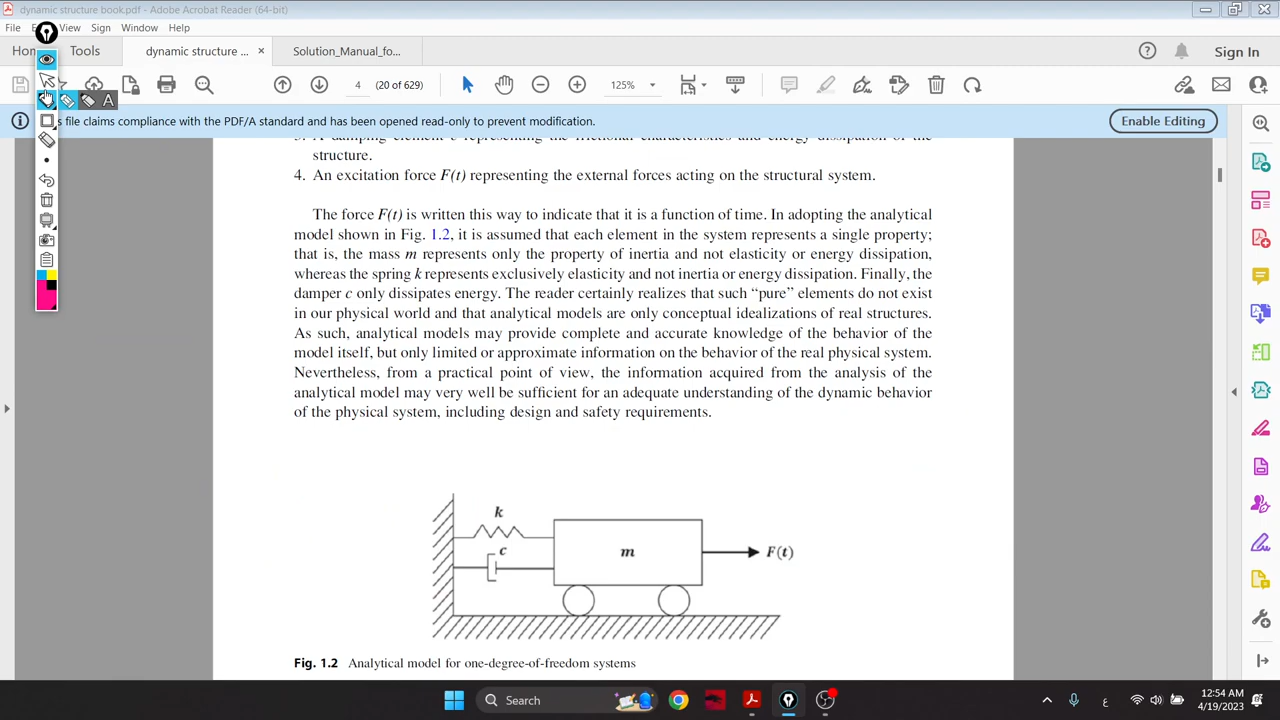 dynamic structure book.pdf - Adobe Acrobat Reader (64-bit)
File
View
Sign
Window
Help
Tools
dynamic structure ...
×
Solution_Manual_fo...
Sign In
4
(20 of 629)
125%
A
file claims compliance with the PDF/A standard and has been opened read-only to prevent modification.
Enable Editing
structure.
4. An excitation force F(t) representing the external forces acting on the structural system.
The force F(t) is written this way to indicate that it is a function of time. In adopting the analytical
model shown in Fig. 1.2, it is assumed that each element in the system represents a single property;
that is, the mass m represents only the property of inertia and not elasticity or energy dissipation,
whereas the spring k represents exclusively elasticity and not inertia or energy dissipation. Finally, the
damper c only dissipates energy. The reader certainly realizes that such “pure” elements do not exist
in our physical world and that analytical models are only conceptual idealizations of real structures.
As such, analytical models may provide complete and accurate knowledge of the behavior of the
model itself, but only limited or approximate information on the behavior of the real physical system.
Nevertheless, from a practical point of view, the information acquired from the analysis of the
analytical model may very well be sufficient for an adequate understanding of the dynamic behavior
of the physical system, including design and safety requirements.
k
c
m
F(t)
Fig. 1.2 Analytical model for one-degree-of-freedom systems
Search
ع
12:54 AM
4/19/2023